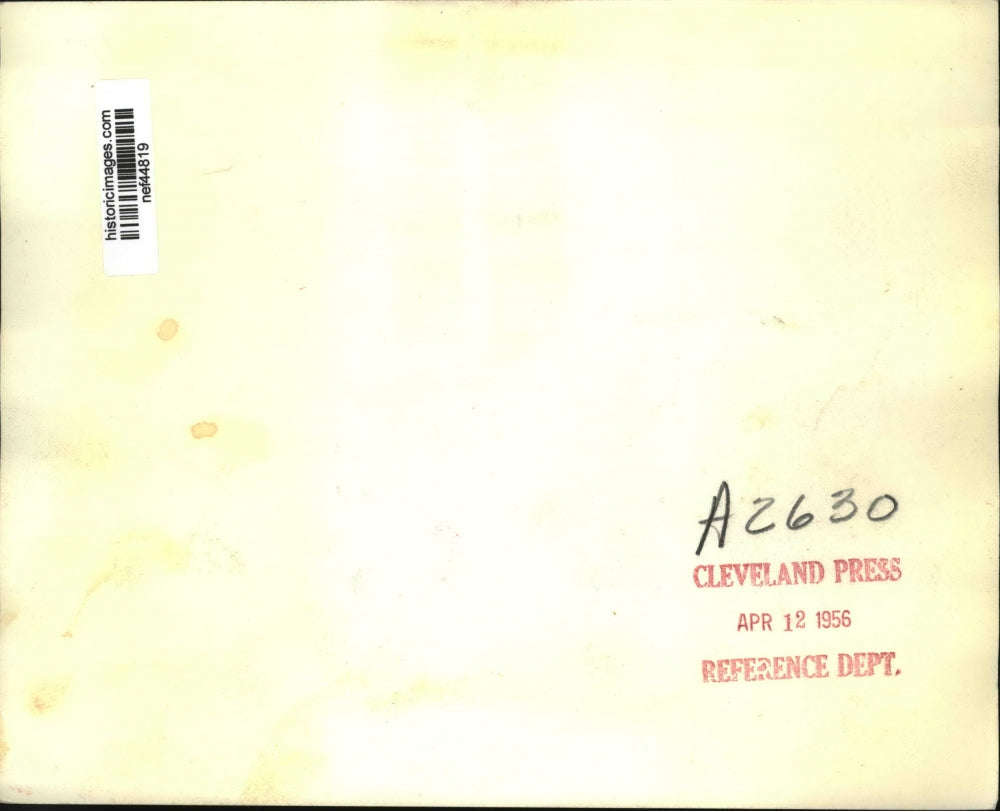 historicimages.com
nef44819
A2630
CLEVELAND PRESS
APR 12 1956
REFERENCE DEPT.